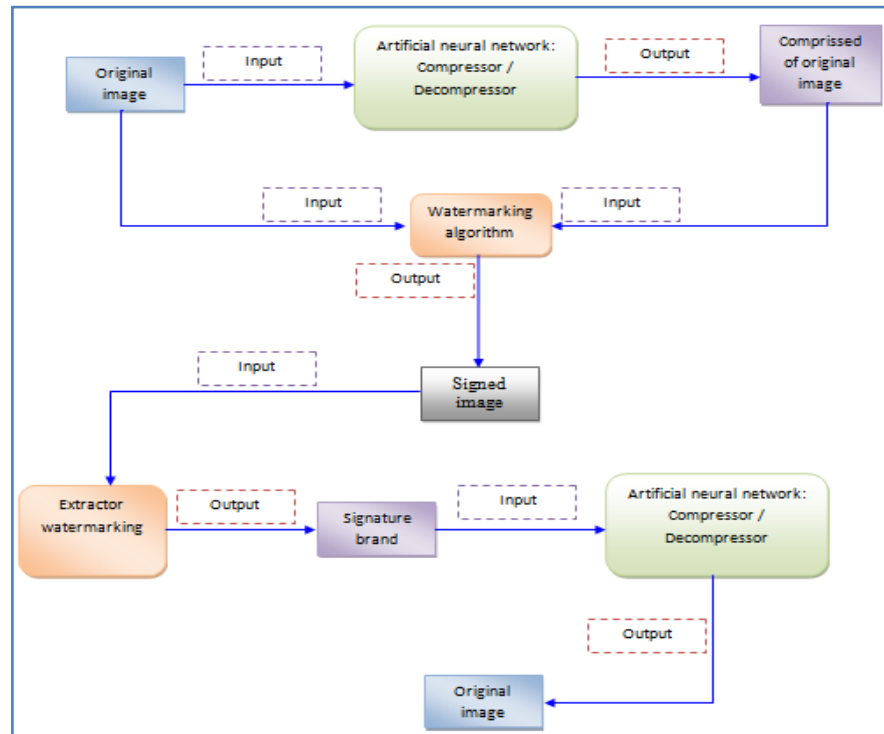 Original
image
Input
Artificial neural network:
Compressor /
Decompressor
Output
Comprissed
of original
image
Input
Watermarking
algorithm
Input
Output
Signed
image
Input
Extractor
watermarking
Output
Signature
brand
Input
Artificial neural network:
Compressor /
Decompressor
Output
Original
image